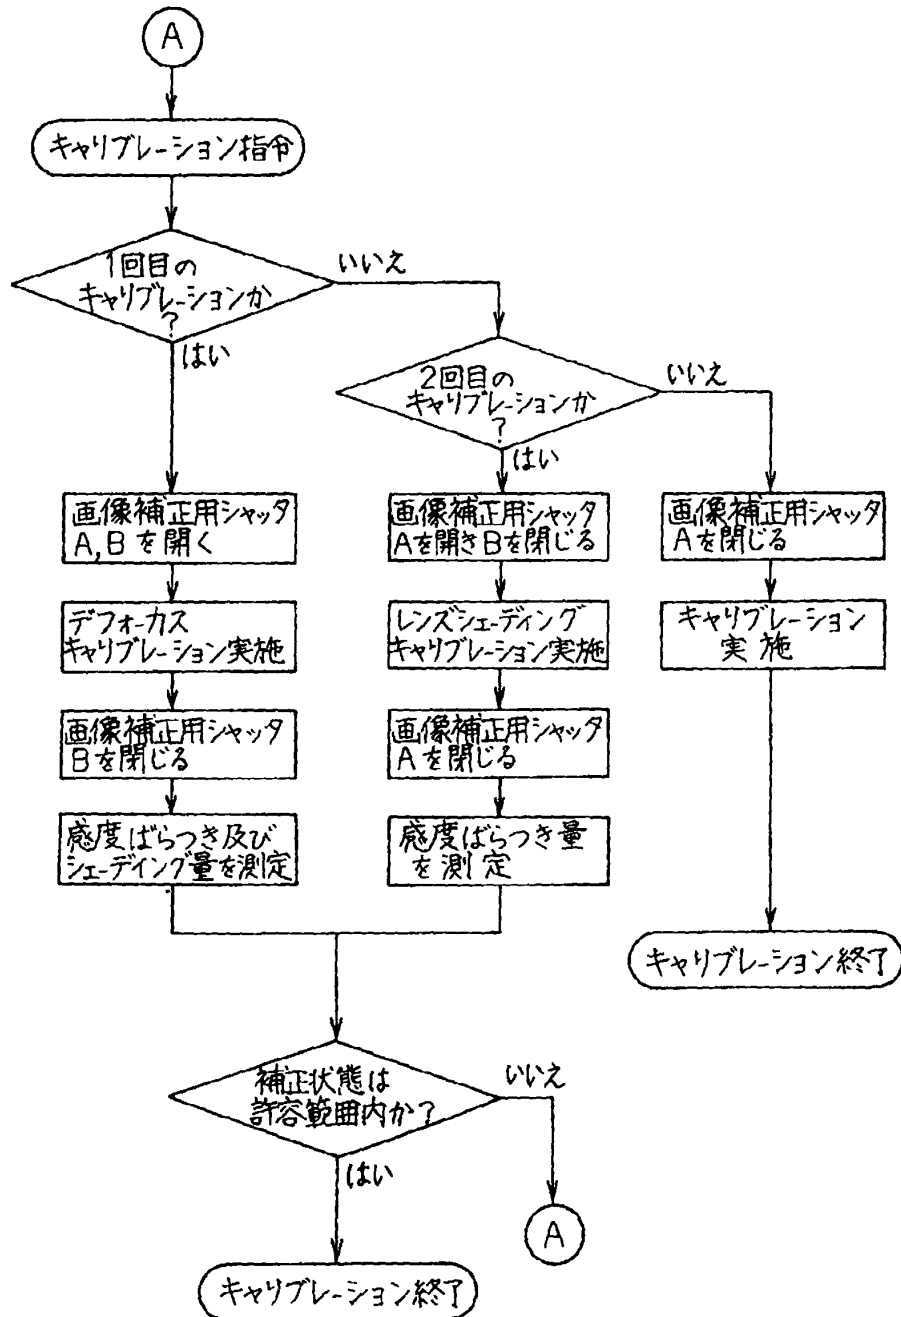 A
キャリブレーション指令
1回目の
キャリブレーションか
?
いいえ
はい
2回目の
キャリブレーションか
?
いいえ
はい
画像補正用シャッタ
A,Bを開く
デフォーカス
キャリブレーション実施
画像補正用シャッタ
Bを閉じる
感度ばらつき及び
シェーディング量を測定
画像補正用シャッタ
Aを開きBを閉じる
レンズシェーディング
キャリブレーション実施
画像補正用シャッタ
Aを閉じる
感度ばらつき量
を測定
画像補正用シャッタ
Aを閉じる
キャリブレーション
実施
キャリブレーション終了
補正状態は
許容範囲内か?
いいえ
はい
A
キャリブレーション終了